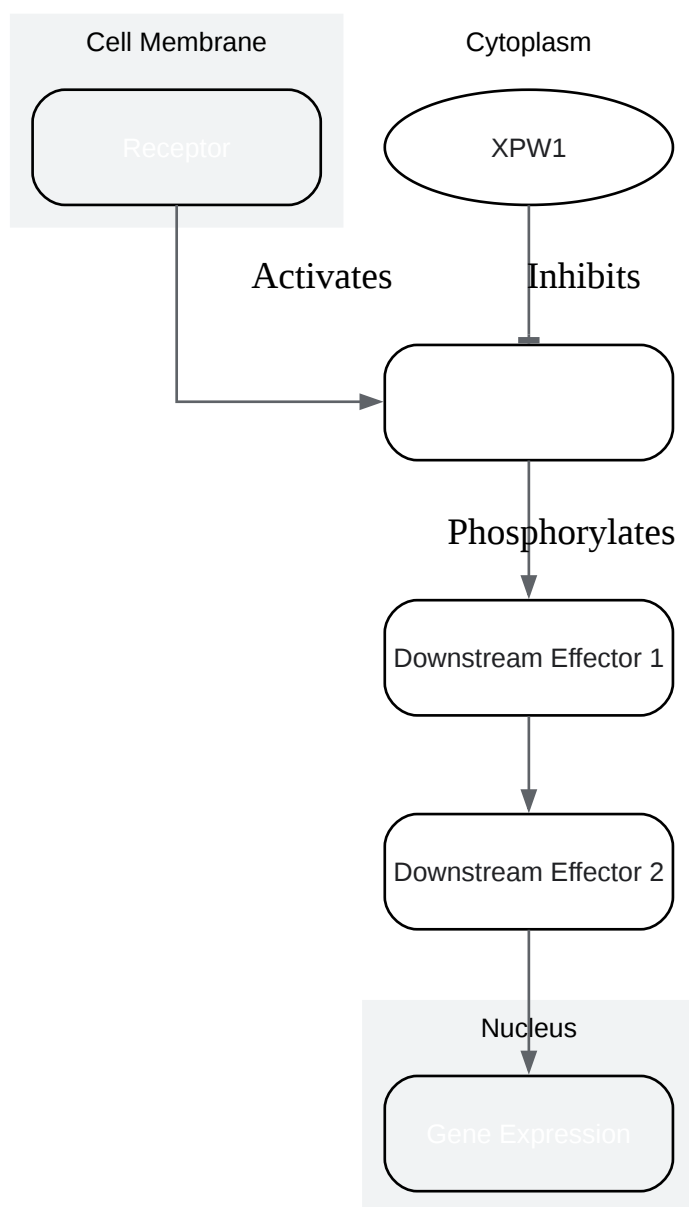 Cell Membrane
Cytoplasm
Receptor
XPW1
Activates
Inhibits
Phosphorylates
Downstream Effector 1
Downstream Effector 2
Nucleus
Gene Expression